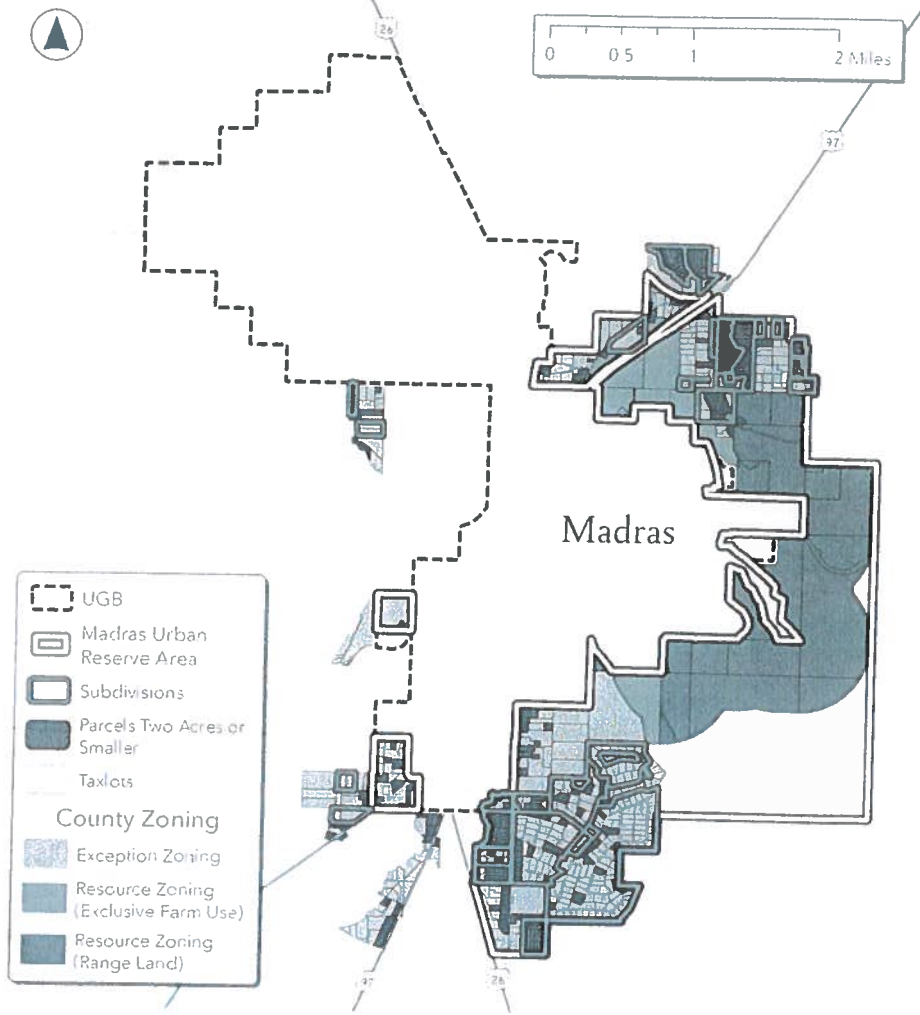 26
0 0.5 1 2 Miles
97
Madras
UGB
Madras Urban
Reserve Area
Subdivisions
Parcels Two Acres or
Smaller
Taxlots
County Zoning
Exception Zoning
Resource Zoning
(Exclusive Farm Use)
Resource Zoning
(Range Land)
97
26